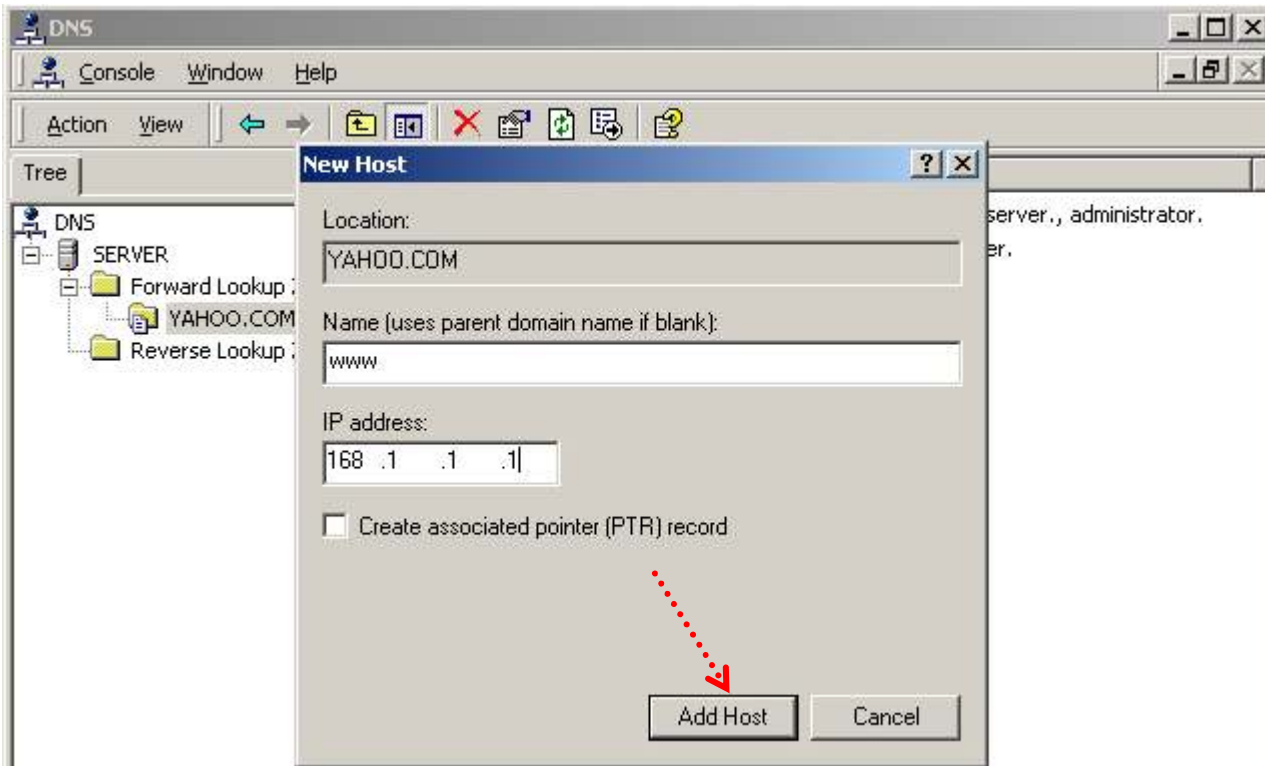 DNS
Console Window Help
Action View
Tree
DNS
SERVER
Forward Lookup
YAHOO.COM
Reverse Lookup
New Host
Location:
YAHOO.COM
Name (uses parent domain name if blank):
www
IP address:
168 .1 .1 .1
Create associated pointer (PTR) record
Add Host Cancel
server., administrator.
er.